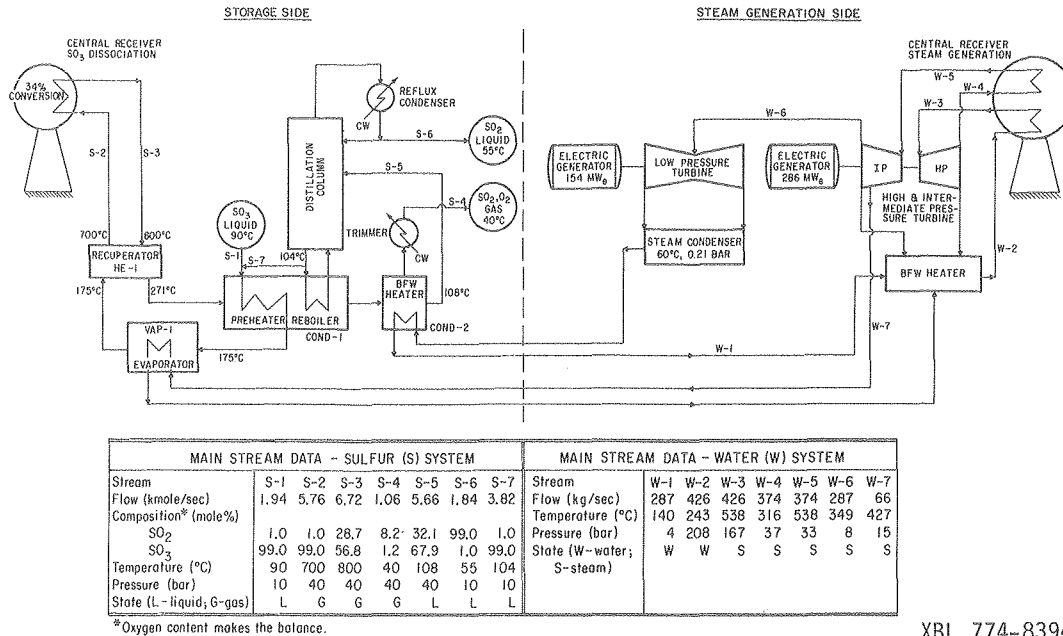 STORAGE SIDE
STEAM GENERATION SIDE
CENTRAL RECEIVER
SO3 DISSOCIATION
34%
CONVERSION
S-2
S-3
700°C
600°C
RECUPERATOR
HE-1
175°C
271°C
VAP-1
EVAPORATOR
175°C
SO3
LIQUID
90°C
S-1
S-7
104°C
PREHEATER
REBOILER
COND-1
DISTILLATION
COLUMN
REFLUX
CONDENSER
CW
S-6
SO2
LIQUID
55°C
S-5
S-4
SO2,O2
GAS
40°C
TRIMMER
CW
BFW
HEATER
108°C
COND-2
ELECTRIC
GENERATOR
154 MWe
LOW PRESSURE
TURBINE
STEAM CONDENSER
60°C, 0.21 BAR
W-6
ELECTRIC
GENERATOR
286 MWe
IP
HP
HIGH & INTER-
MEDIATE PRES-
SURE TURBINE
CENTRAL RECEIVER
STEAM GENERATION
W-5
W-4
W-3
W-2
BFW HEATER
W-7
W-1
MAIN STREAM DATA - SULFUR (S) SYSTEM
Stream S-1 S-2 S-3 S-4 S-5 S-6 S-7
Flow (kmole/sec) 1.94 5.76 6.72 1.06 5.66 1.84 3.82
Composition* (mole%)
SO2 1.0 1.0 28.7 8.2 32.1 99.0 1.0
SO3 99.0 99.0 56.8 1.2 67.9 1.0 99.0
Temperature (°C) 90 700 800 40 108 55 104
Pressure (bar) 10 40 40 40 40 10 10
State (L-liquid; G-gas) L G G G L L L
MAIN STREAM DATA - WATER (W) SYSTEM
Stream W-1 W-2 W-3 W-4 W-5 W-6 W-7
Flow (kg/sec) 287 426 426 374 374 287 66
Temperature (°C) 140 243 538 316 538 349 427
Pressure (bar) 4 208 167 37 33 8 15
State (W-water; W W S S S S S
S-steam)
*Oxygen content makes the balance.